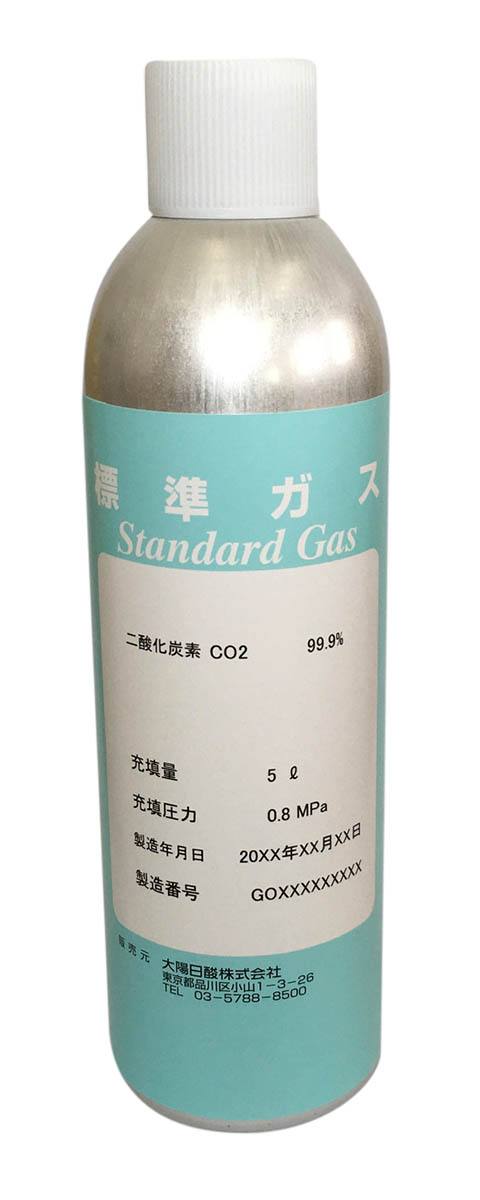 標準ガス
Standard Gas
二酸化炭素 CO2 99.9%
充填量 5 ℓ
充填圧力 0.8 MPa
製造年月日 20XX年XX月XX日
製造番号 GOXXXXXXXXX
販売元 大陽日酸株式会社
東京都品川区小山1-3-26
TEL 03-5788-8500